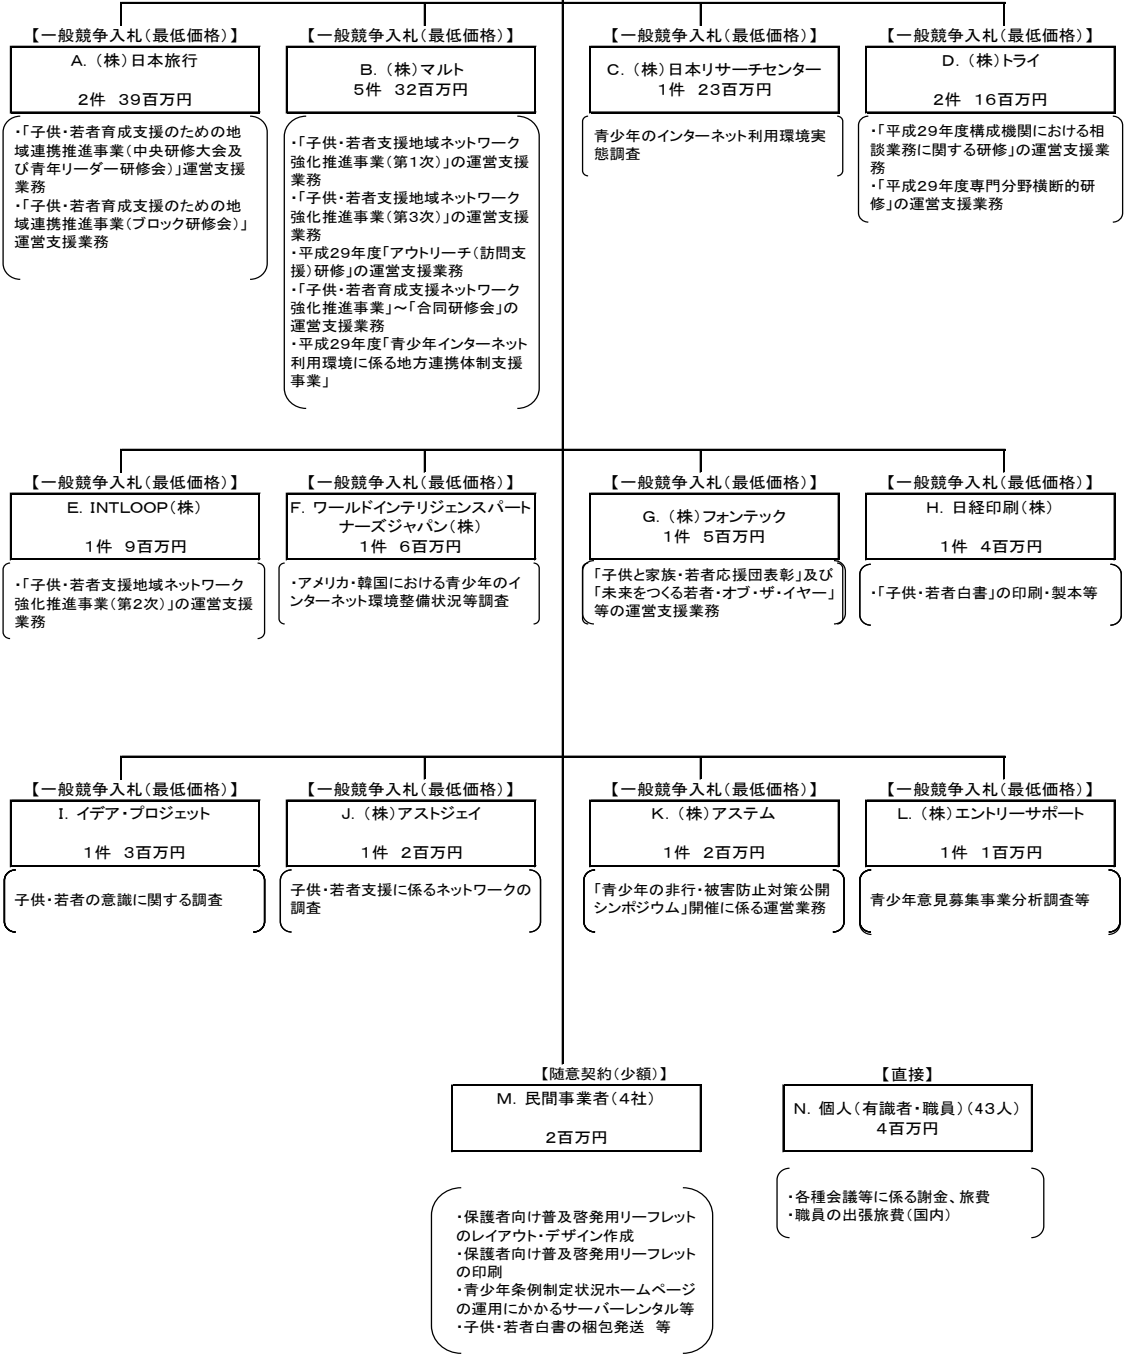 【一般競争入札（最低価格）】
A. （株）日本旅行
2件 39百万円
・「子供・若者育成支援のための地
域連携推進事業（中央研修大会及
び青年リーダー研修会）」運営支援
業務
・「子供・若者育成支援のための地
域連携推進事業（ブロック研修会）」
運営支援業務
【一般競争入札（最低価格）】
B. （株）マルト
5件 32百万円
・「子供・若者支援地域ネットワーク
強化推進事業（第1次）」の運営支援
業務
・「子供・若者支援地域ネットワーク
強化推進事業（第3次）」の運営支援
業務
・平成29年度「アウトリーチ（訪問支
援）研修」の運営支援業務
・「子供・若者育成支援ネットワーク
強化推進事業」～「合同研修会」の
運営支援業務
・平成29年度「青少年インターネット
利用環境に係る地方連携体制支援
事業」
【一般競争入札（最低価格）】
C. （株）日本リサーチセンター
1件 23百万円
青少年のインターネット利用環境実
態調査
【一般競争入札（最低価格）】
D. （株）トライ
2件 16百万円
・「平成29年度構成機関における相
談業務に関する研修」の運営支援業
務
・「平成29年度専門分野横断的研
修」の運営支援業務
【一般競争入札（最低価格）】
E. INTLOOP（株）
1件 9百万円
・「子供・若者支援地域ネットワーク
強化推進事業（第2次）」の運営支援
業務
【一般競争入札（最低価格）】
F. ワールドインテリジェンスパート
ナーズジャパン（株）
1件 6百万円
・アメリカ・韓国における青少年のイ
ンターネット環境整備状況等調査
【一般競争入札（最低価格）】
G. （株）フォンテック
1件 5百万円
「子供と家族・若者応援団表彰」及び
「未来をつくる若者・オブ・ザ・イヤー」
等の運営支援業務
【一般競争入札（最低価格）】
H. 日経印刷（株）
1件 4百万円
・「子供・若者白書」の印刷・製本等
【一般競争入札（最低価格）】
I. イデア・プロジェクト
1件 3百万円
子供・若者の意識に関する調査
【一般競争入札（最低価格）】
J. （株）アストジェイ
1件 2百万円
子供・若者支援に係るネットワークの
調査
【一般競争入札（最低価格）】
K. （株）アステム
1件 2百万円
「青少年の非行・被害防止対策公開
シンポジウム」開催に係る運営業務
【一般競争入札（最低価格）】
L. （株）エントリーサポート
1件 1百万円
青少年意見募集事業分析調査等
【随意契約（少額）】
M. 民間事業者（4社）
2百万円
・保護者向け普及啓発用リーフレット
のレイアウト・デザイン作成
・保護者向け普及啓発用リーフレット
の印刷
・青少年条例制定状況ホームページ
の運用にかかるサーバーレンタル等
・子供・若者白書の梱包発送 等
【直接】
N. 個人（有識者・職員）（43人）
4百万円
・各種会議等に係る謝金、旅費
・職員の出張旅費（国内）